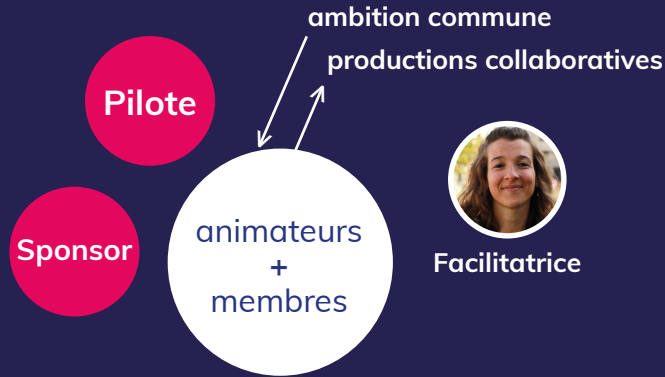 ambition commune
productions collaboratives
Pilote
Sponsor
animateurs
+
membres
Facilitatrice